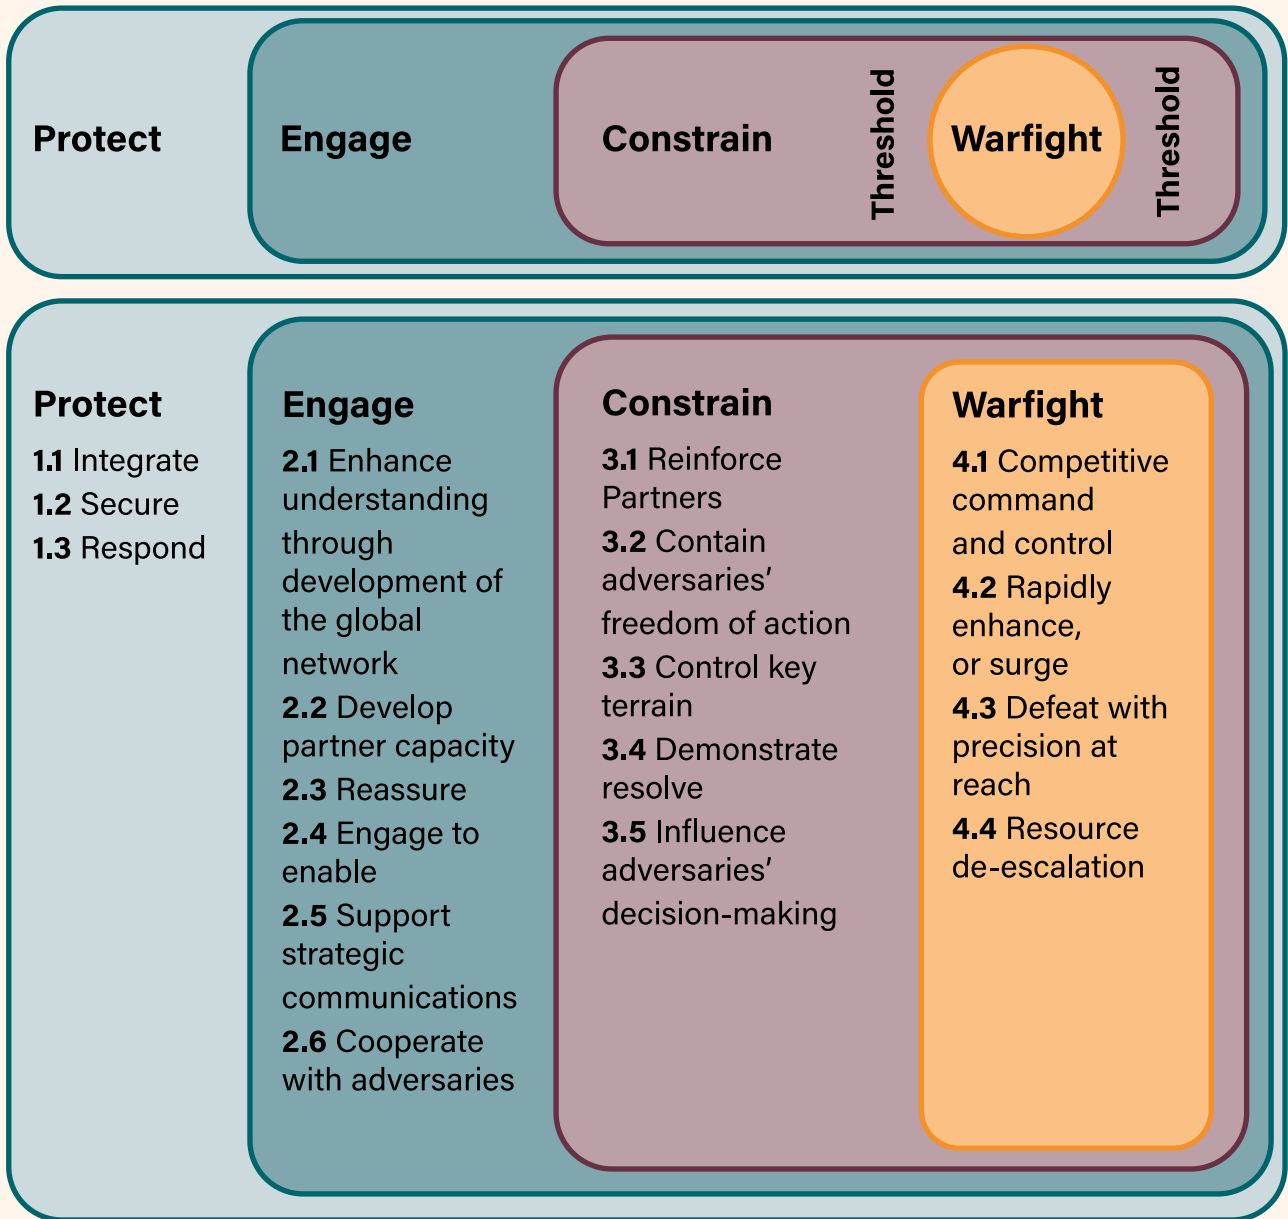 Protect
Engage
Constrain
Threshold
Warfight
Threshold
Protect
1.1 Integrate
1.2 Secure
1.3 Respond
Engage
2.1 Enhance
understanding
through
development of
the global
network
2.2 Develop
partner capacity
2.3 Reassure
2.4 Engage to
enable
2.5 Support
strategic
communications
2.6 Cooperate
with adversaries
Constrain
3.1 Reinforce
Partners
3.2 Contain
adversaries’
freedom of action
3.3 Control key
terrain
3.4 Demonstrate
resolve
3.5 Influence
adversaries’
decision-making
Warfight
4.1 Competitive
command
and control
4.2 Rapidly
enhance,
or surge
4.3 Defeat with
precision at
reach
4.4 Resource
de-escalation